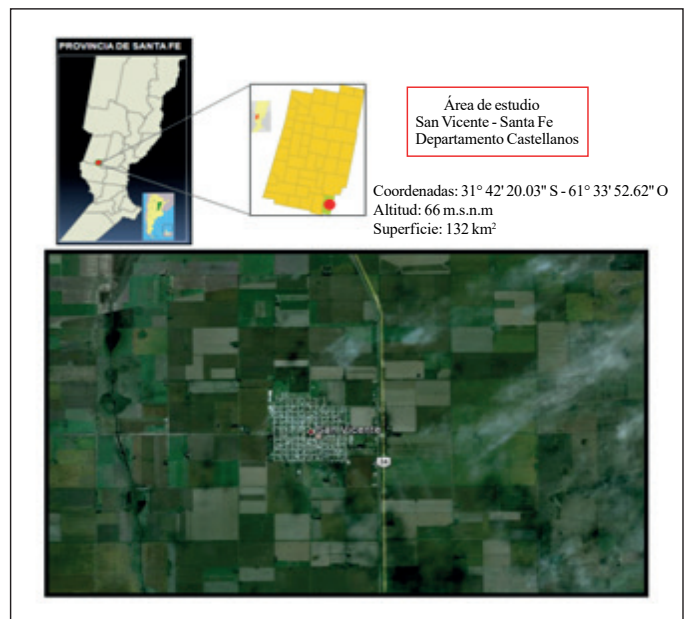 PROVINCIA DE SANTA FE
Área de estudio
San Vicente - Santa Fe
Departamento Castellanos
Coordenadas: 31° 42' 20.03" S - 61° 33' 52.62" O
Altitud: 66 m.s.n.m
Superficie: 132 km²
San Vicente